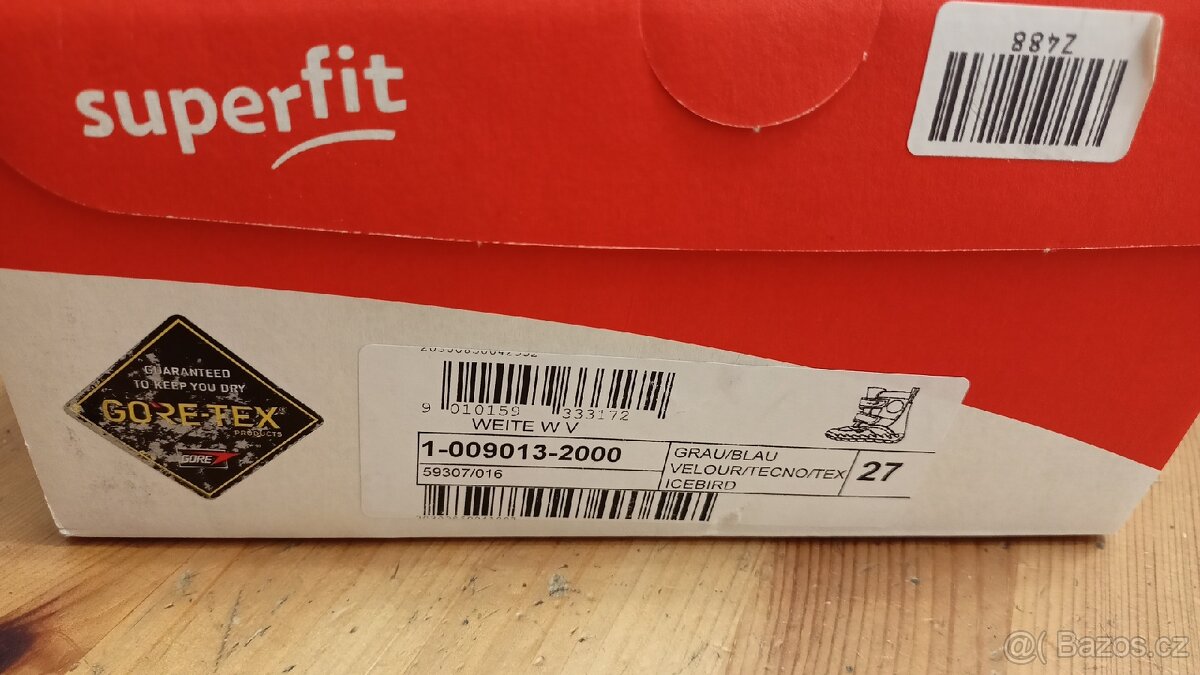 superfit
2488
GUARANTEED
TO KEEP YOU DRY
GORE-TEX
PRODUCTS
GORE
9 010159 333172
WEITE W V
1-009013-2000
59307/016
GRAU/BLAU
VELOUR/TECNO/TEX
ICEBIRD
27
@( Bazos.cz